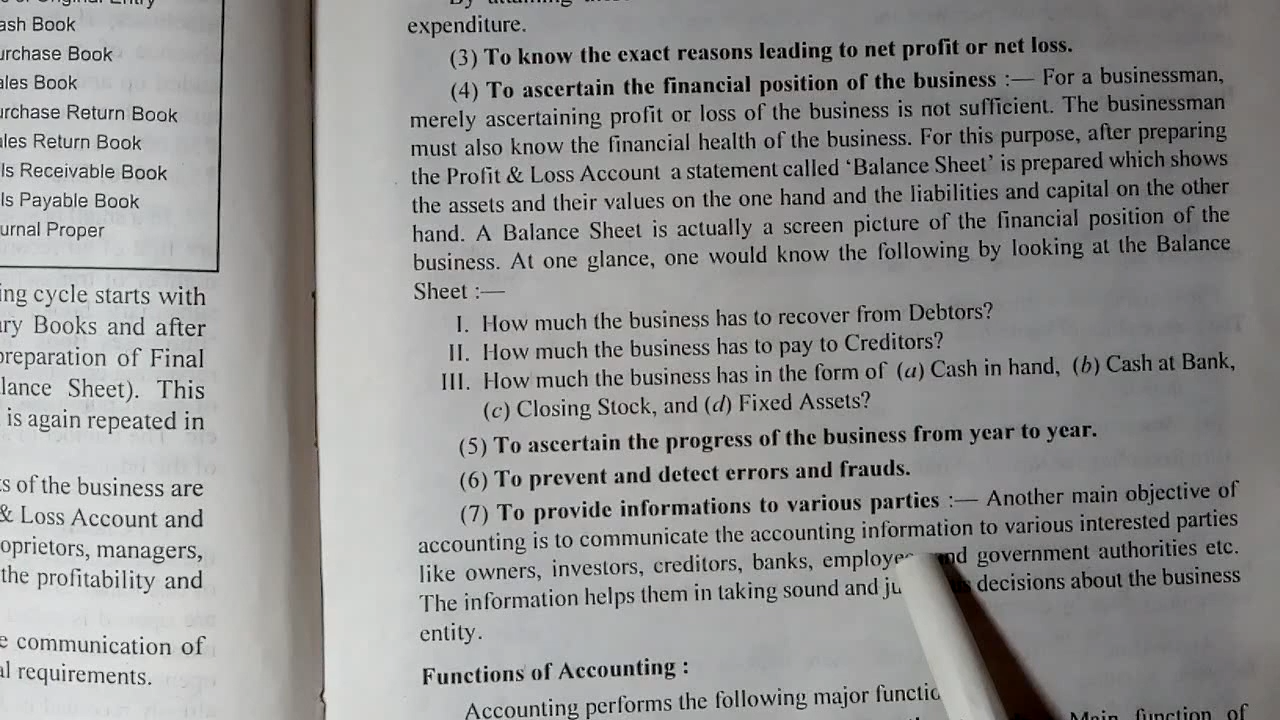 ash Book
urchase Book
ales Book
urchase Return Book
ales Return Book
ls Receivable Book
ls Payable Book
urnal Proper
ing cycle starts with
ary Books and after
preparation of Final
lance Sheet). This
is again repeated in
s of the business are
& Loss Account and
oprietors, managers,
the profitability and
e communication of
al requirements.
expenditure.
(3) To know the exact reasons leading to net profit or net loss.
(4) To ascertain the financial position of the business :— For a businessman,
merely ascertaining profit or loss of the business is not sufficient. The businessman
must also know the financial health of the business. For this purpose, after preparing
the Profit & Loss Account a statement called ‘Balance Sheet’ is prepared which shows
the assets and their values on the one hand and the liabilities and capital on the other
hand. A Balance Sheet is actually a screen picture of the financial position of the
business. At one glance, one would know the following by looking at the Balance
Sheet :—
I. How much the business has to recover from Debtors?
II. How much the business has to pay to Creditors?
III. How much the business has in the form of (a) Cash in hand, (b) Cash at Bank,
(c) Closing Stock, and (d) Fixed Assets?
(5) To ascertain the progress of the business from year to year.
(6) To prevent and detect errors and frauds.
(7) To provide informations to various parties :— Another main objective of
accounting is to communicate the accounting information to various interested parties
like owners, investors, creditors, banks, employe nd government authorities etc.
The information helps them in taking sound and ju decisions about the business
entity.
Functions of Accounting :
Accounting performs the following major functio
Main function of